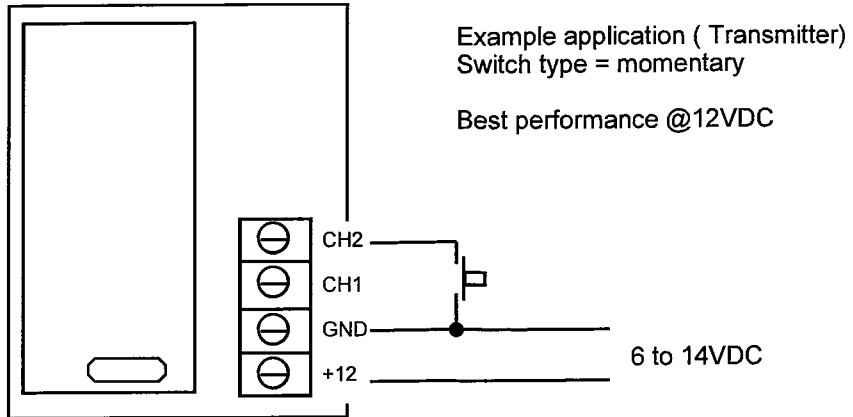 Example application ( Transmitter)
Switch type = momentary
Best performance @12VDC
CH2
CH1
GND
+12
6 to 14VDC